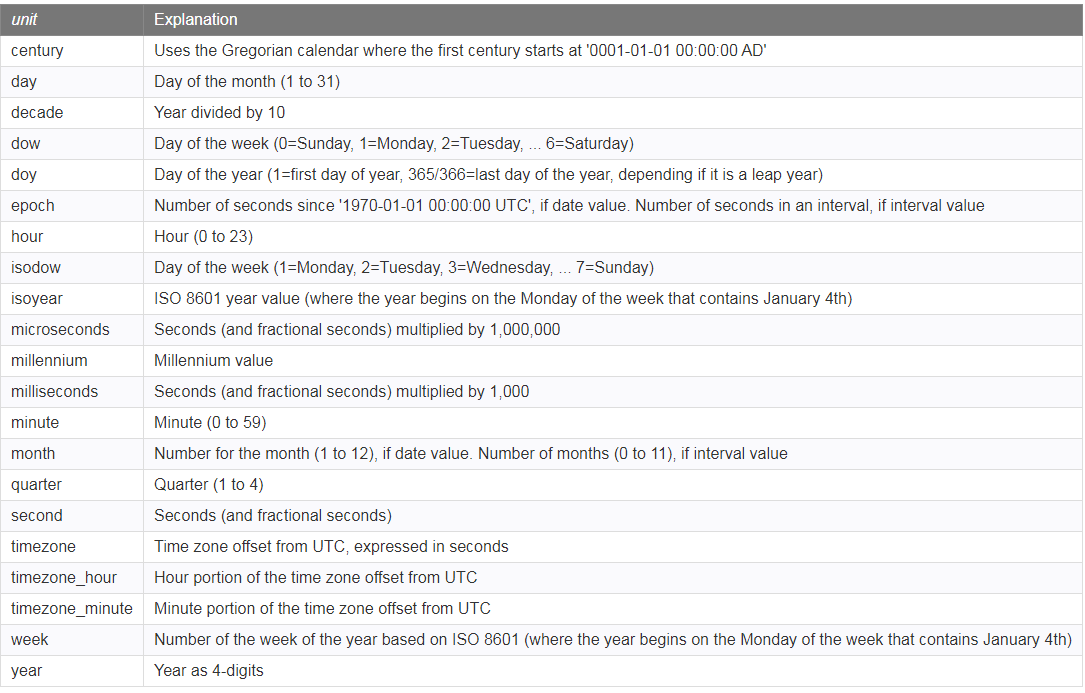 unit Explanation
century Uses the Gregorian calendar where the first century starts at '0001-01-01 00:00:00 AD'
day Day of the month (1 to 31)
decade Year divided by 10
dow Day of the week (0=Sunday, 1=Monday, 2=Tuesday, ... 6=Saturday)
doy Day of the year (1=first day of year, 365/366=last day of the year, depending if it is a leap year)
epoch Number of seconds since '1970-01-01 00:00:00 UTC', if date value. Number of seconds in an interval, if interval value
hour Hour (0 to 23)
isodow Day of the week (1=Monday, 2=Tuesday, 3=Wednesday, ... 7=Sunday)
isoyear ISO 8601 year value (where the year begins on the Monday of the week that contains January 4th)
microseconds Seconds (and fractional seconds) multiplied by 1,000,000
millennium Millennium value
milliseconds Seconds (and fractional seconds) multiplied by 1,000
minute Minute (0 to 59)
month Number for the month (1 to 12), if date value. Number of months (0 to 11), if interval value
quarter Quarter (1 to 4)
second Seconds (and fractional seconds)
timezone Time zone offset from UTC, expressed in seconds
timezone_hour Hour portion of the time zone offset from UTC
timezone_minute Minute portion of the time zone offset from UTC
week Number of the week of the year based on ISO 8601 (where the year begins on the Monday of the week that contains January 4th)
year Year as 4-digits